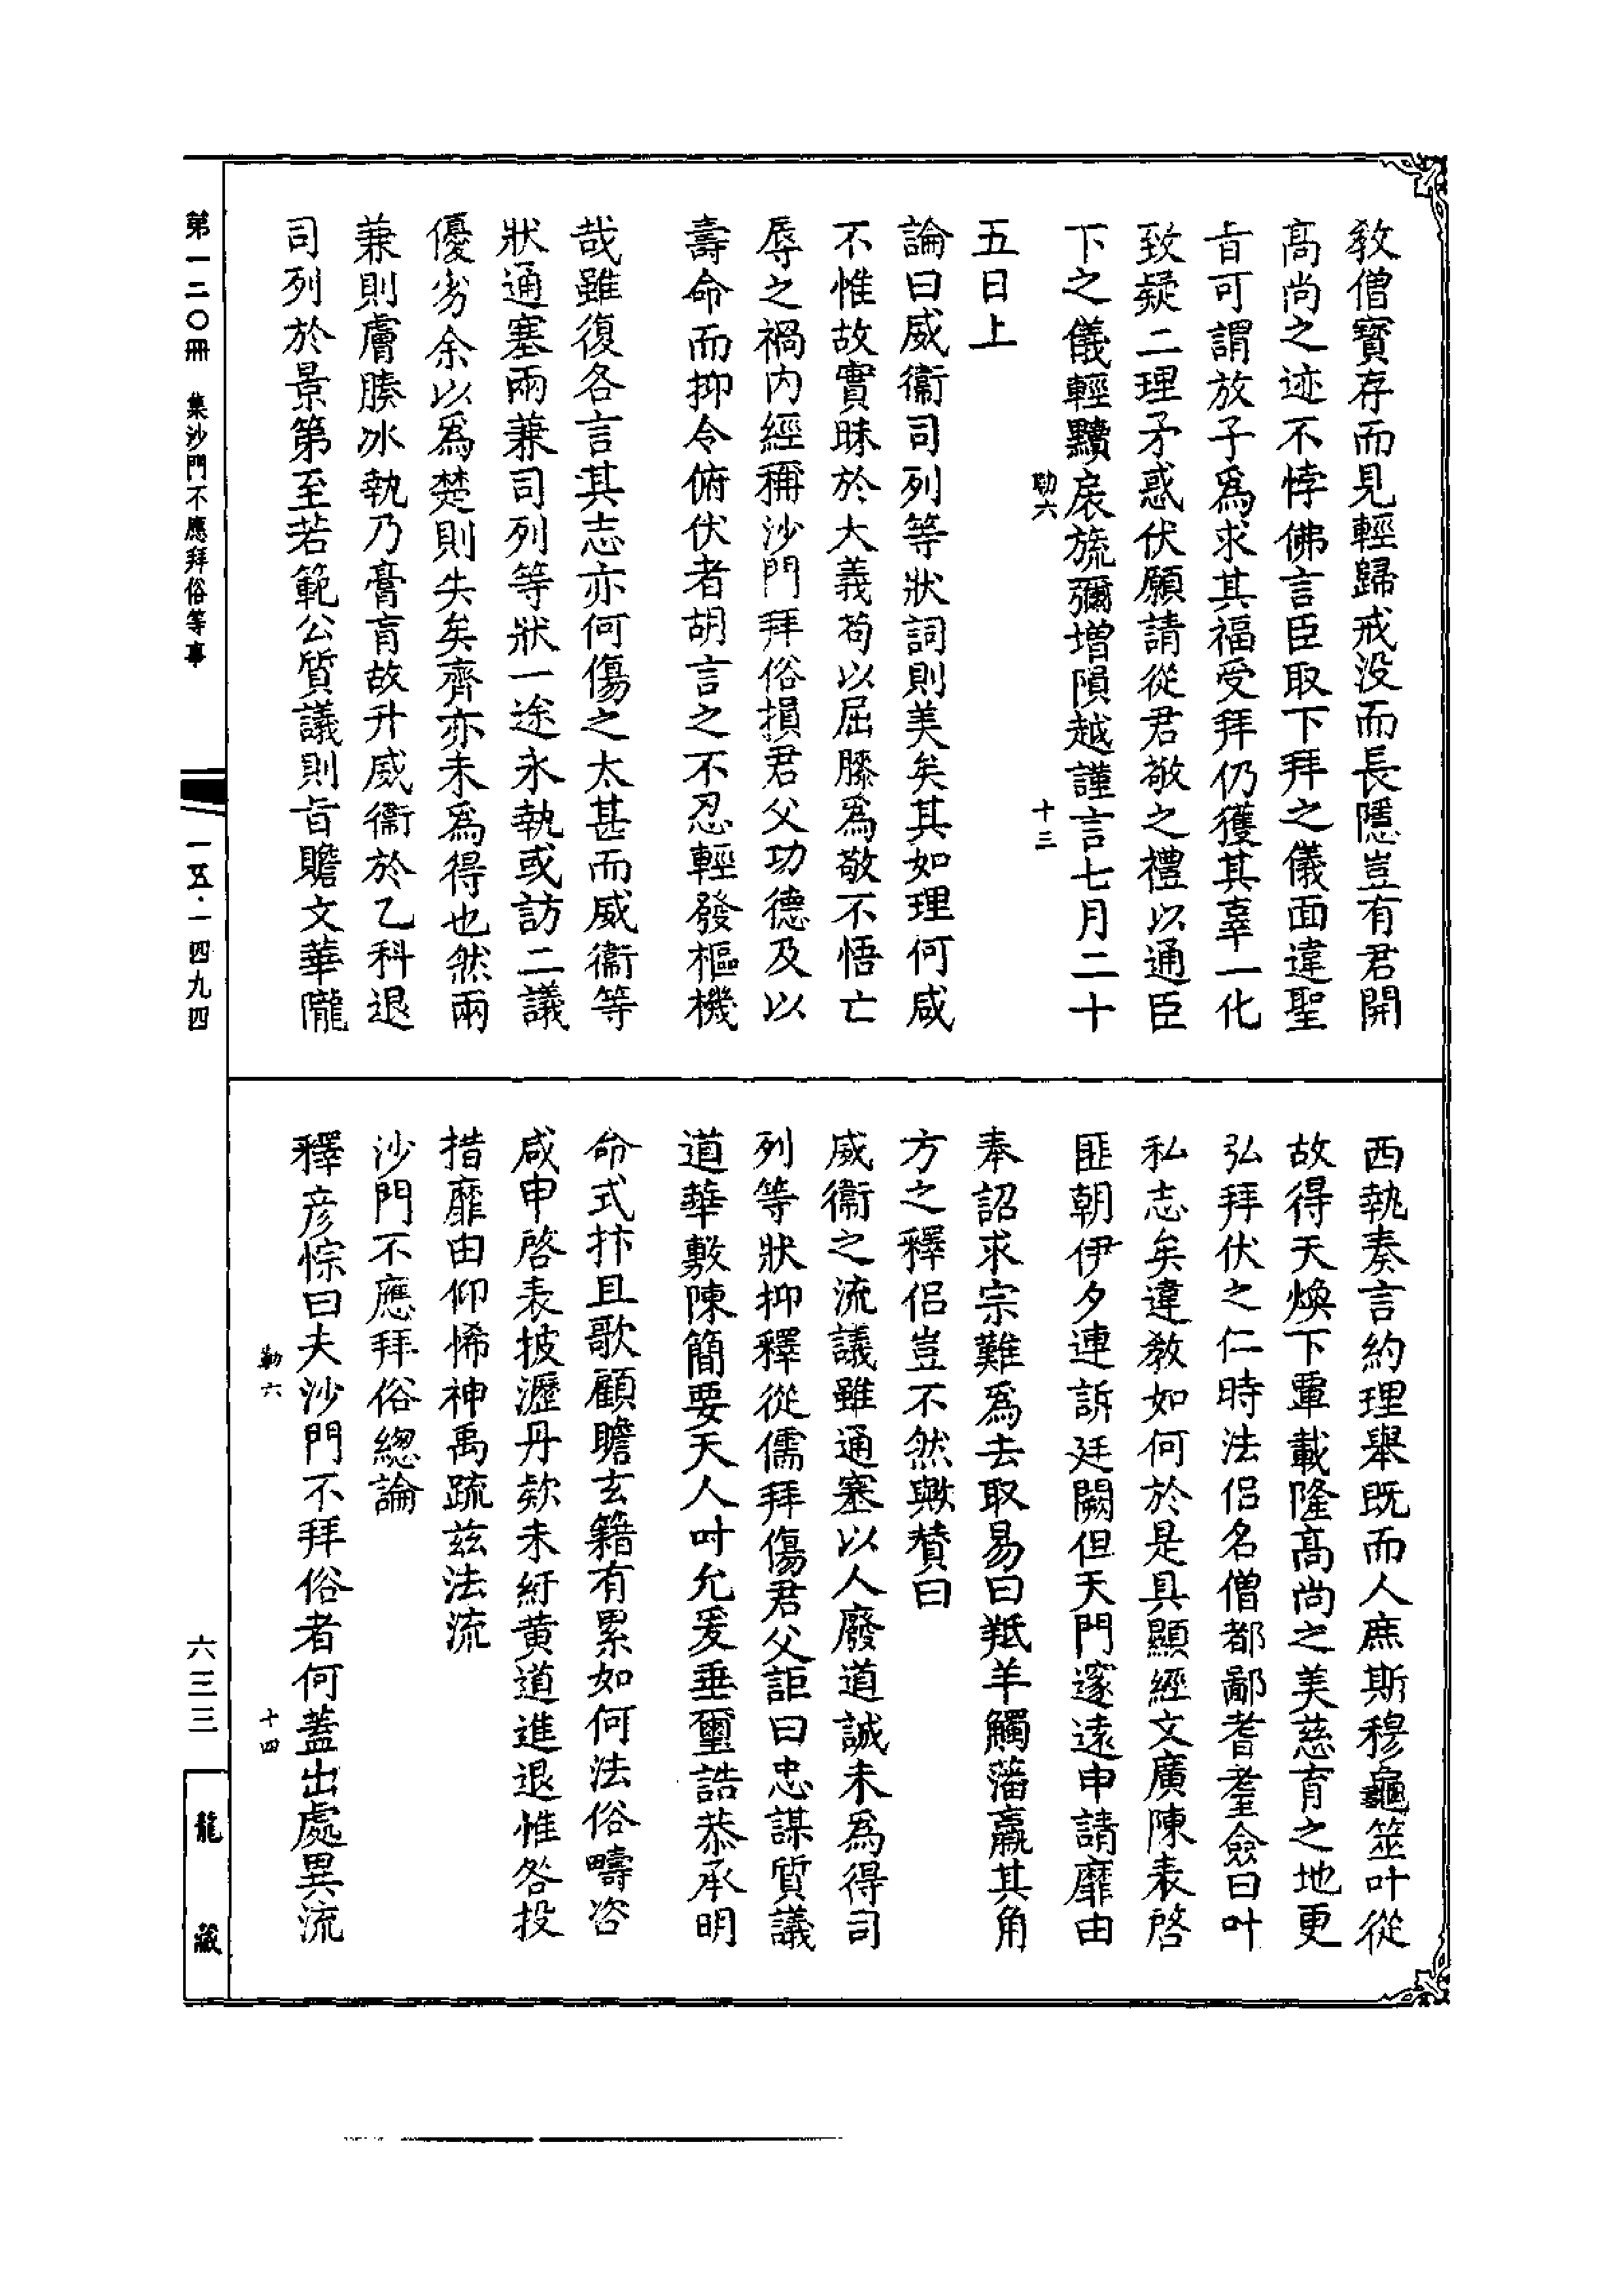 教僧寶存而見輕歸戒没而長隱豈有君開
高尚之迹不悖佛言臣取下拜之儀面違聖
旨可謂放子爲求其福受拜仍獲其辜一化
致疑二理矛惑伏願請從君敬之禮以通臣
下之儀輕黷扆旒彌增隕越謹言七月二十
勒六 十三
五日上
論曰威衞司列等狀詞則美矣其如理何咸
不惟故實昧於大義苟以屈膝爲敬不悟亡
辱之禍内經稱沙門拜俗損君父功德及以
壽命而抑令俯伏者胡言之不忍輕發樞機
哉雖復各言其志亦何傷之太甚而威衞等
狀通塞兩兼司列等狀一途永執或訪二議
優劣余以爲楚則失矣齊亦未爲得也然兩
兼則膚腠冰執乃膏肓故升威衞於乙科退
司列於景第至若範公質議則旨贍文華隴
西執奏言約理舉既而人庶斯穆龜筮叶從
故得天煥下覃載隆高尚之美慈育之地更
弘拜伏之仁時法侣名僧都鄙耆耋僉曰叶
私志矣違教如何於是具顯經文廣陳表啓
匪朝伊夕連訴廷闕但天門邃遠申請靡由
奉詔求宗難爲去取易曰羝羊觸藩羸其角
方之釋侣豈不然歟賛曰
威衞之流議雖通塞以人廢道誠未爲得司
列等狀抑釋從儒拜傷君父詎曰忠謀質議
道華敷陳簡要天人叶允爰垂璽誥恭承明
命式抃且歌顧瞻玄籍有累如何法俗疇咨
咸申啓表披瀝丹欵未紆黄道進退惟咎投
措靡由仰悕神禹疏兹法流
沙門不應拜俗總論
釋彦悰曰夫沙門不拜俗者何蓋出處異流
勒六 十四
第一二〇冊 集沙門不應拜俗等事
一五·一四九四
六三三
龍藏